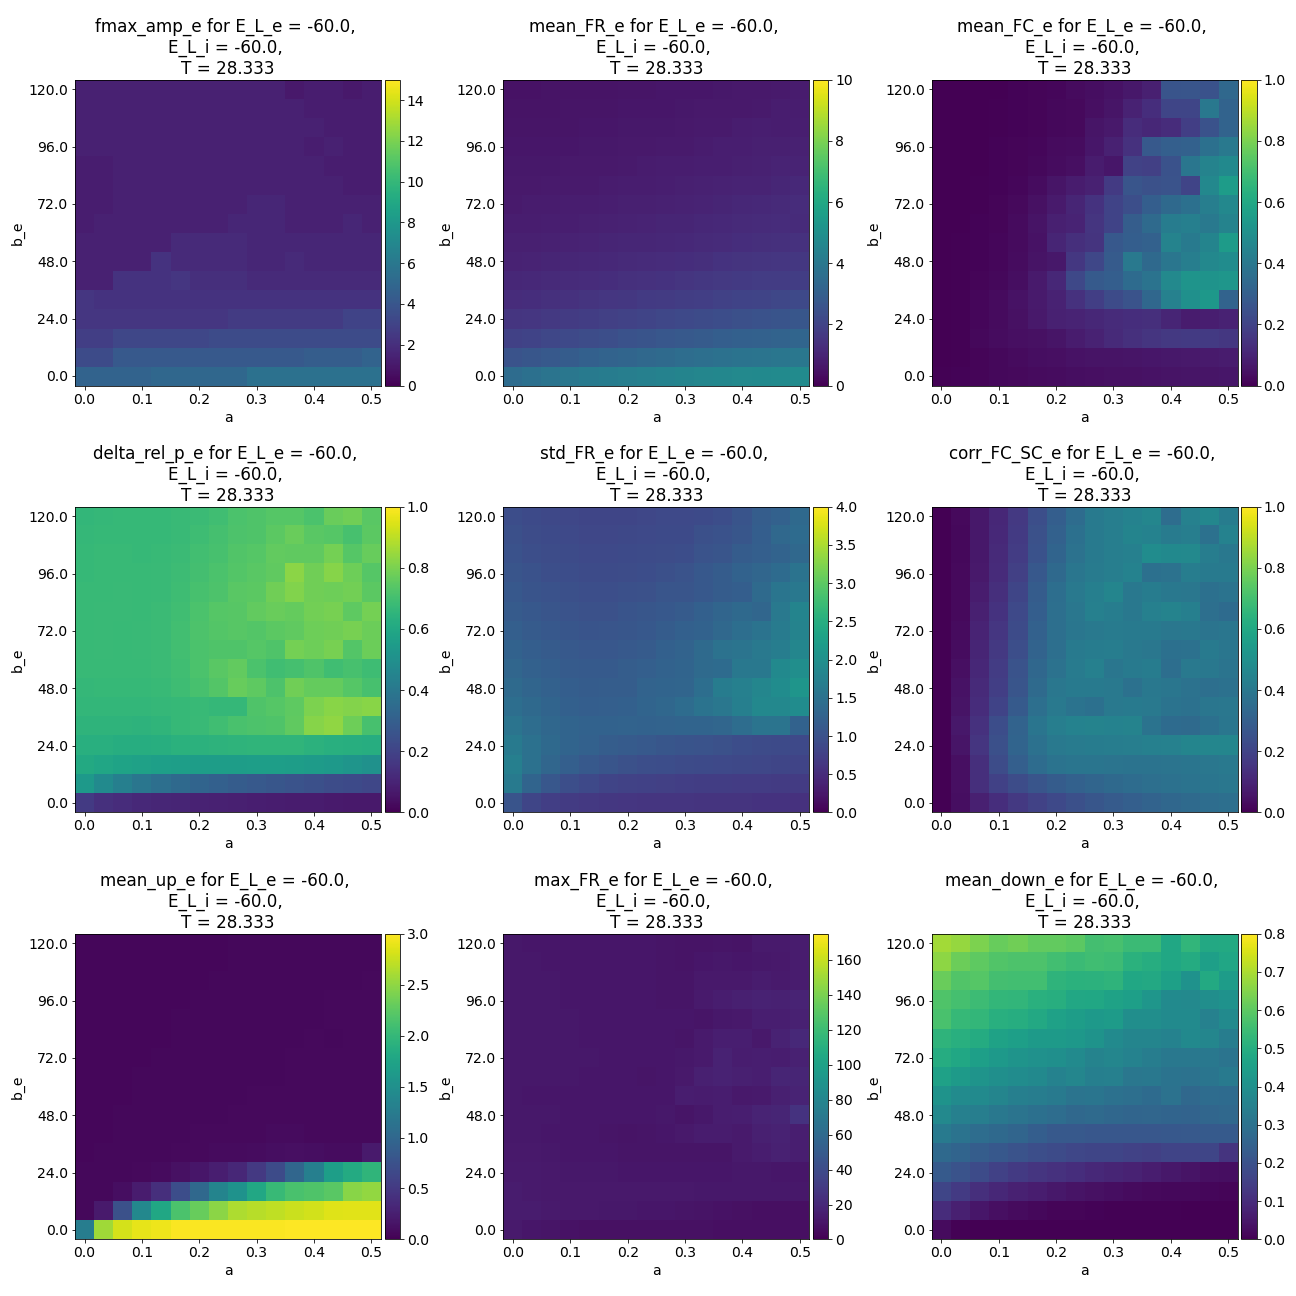 fmax_amp_e for E_L_e = -60.0,
E_L_i = -60.0,
T = 28.333
120.0
96.0
72.0
48.0
24.0
0.0
b_e
0.0 0.1 0.2 0.3 0.4 0.5
a
14
12
10
8
6
4
2
0
mean_FR_e for E_L_e = -60.0,
E_L_i = -60.0,
T = 28.333
120.0
96.0
72.0
48.0
24.0
0.0
b_e
0.0 0.1 0.2 0.3 0.4 0.5
a
10
8
6
4
2
0
mean_FC_e for E_L_e = -60.0,
E_L_i = -60.0,
T = 28.333
120.0
96.0
72.0
48.0
24.0
0.0
b_e
0.0 0.1 0.2 0.3 0.4 0.5
a
1.0
0.8
0.6
0.4
0.2
0.0
delta_rel_p_e for E_L_e = -60.0,
E_L_i = -60.0,
T = 28.333
120.0
96.0
72.0
48.0
24.0
0.0
b_e
0.0 0.1 0.2 0.3 0.4 0.5
a
1.0
0.8
0.6
0.4
0.2
0.0
std_FR_e for E_L_e = -60.0,
E_L_i = -60.0,
T = 28.333
120.0
96.0
72.0
48.0
24.0
0.0
b_e
0.0 0.1 0.2 0.3 0.4 0.5
a
4.0
3.5
3.0
2.5
2.0
1.5
1.0
0.5
0.0
corr_FC_SC_e for E_L_e = -60.0,
E_L_i = -60.0,
T = 28.333
120.0
96.0
72.0
48.0
24.0
0.0
b_e
0.0 0.1 0.2 0.3 0.4 0.5
a
1.0
0.8
0.6
0.4
0.2
0.0
mean_up_e for E_L_e = -60.0,
E_L_i = -60.0,
T = 28.333
120.0
96.0
72.0
48.0
24.0
0.0
b_e
0.0 0.1 0.2 0.3 0.4 0.5
a
3.0
2.5
2.0
1.5
1.0
0.5
0.0
max_FR_e for E_L_e = -60.0,
E_L_i = -60.0,
T = 28.333
120.0
96.0
72.0
48.0
24.0
0.0
b_e
0.0 0.1 0.2 0.3 0.4 0.5
a
160
140
120
100
80
60
40
20
0
mean_down_e for E_L_e = -60.0,
E_L_i = -60.0,
T = 28.333
120.0
96.0
72.0
48.0
24.0
0.0
b_e
0.0 0.1 0.2 0.3 0.4 0.5
a
0.8
0.7
0.6
0.5
0.4
0.3
0.2
0.1
0.0